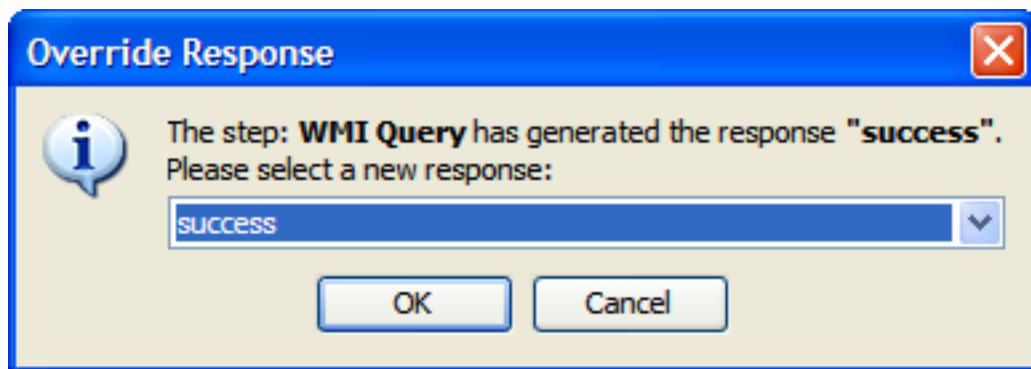 Override Response
The step: WMI Query has generated the response "success".
Please select a new response:
success
OK
Cancel